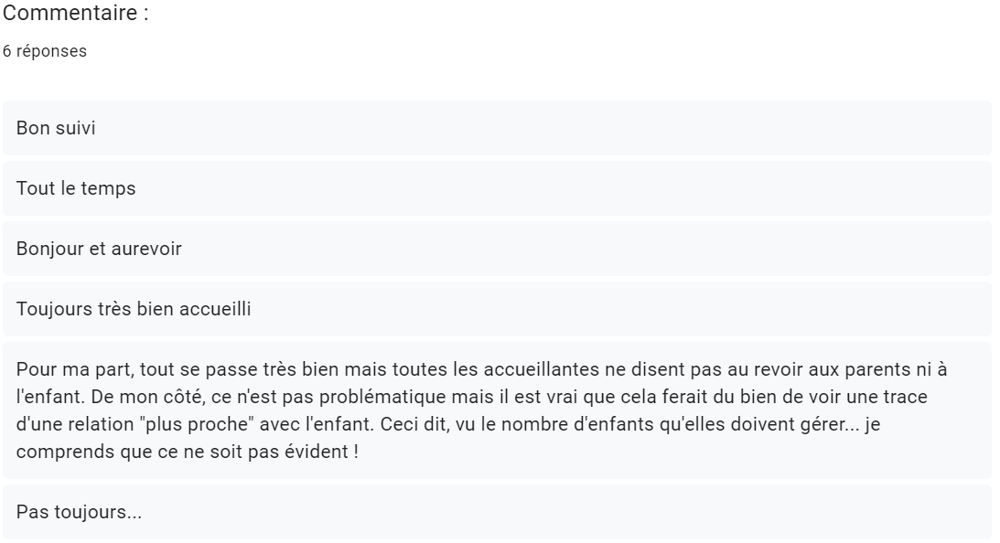 Commentaire :
6 réponses
Bon suivi
Tout le temps
Bonjour et aurevoir
Toujours très bien accueilli
Pour ma part, tout se passe très bien mais toutes les accueillantes ne disent pas au revoir aux parents ni à
l'enfant. De mon côté, ce n'est pas problématique mais il est vrai que cela ferait du bien de voir une trace
d'une relation "plus proche" avec l'enfant. Ceci dit, vu le nombre d'enfants qu'elles doivent gérer... je
comprends que ce ne soit pas évident !
Pas toujours...